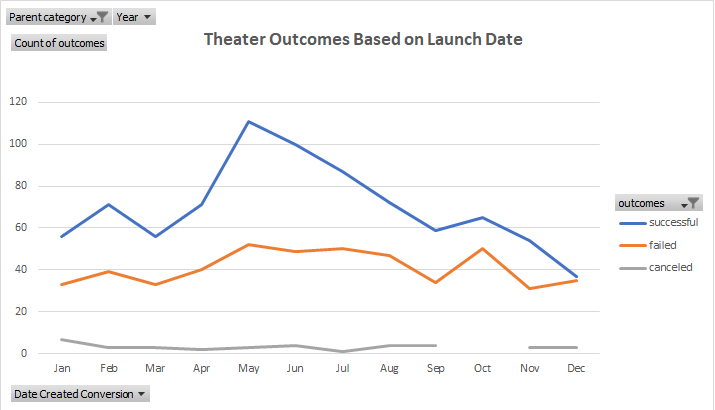 Parent category Year
Count of outcomes
Theater Outcomes Based on Launch Date
120
100
80
60
40
20
0
Jan Feb Mar Apr May Jun Jul Aug Sep Oct Nov Dec
outcomes
successful
failed
canceled
Date Created Conversion